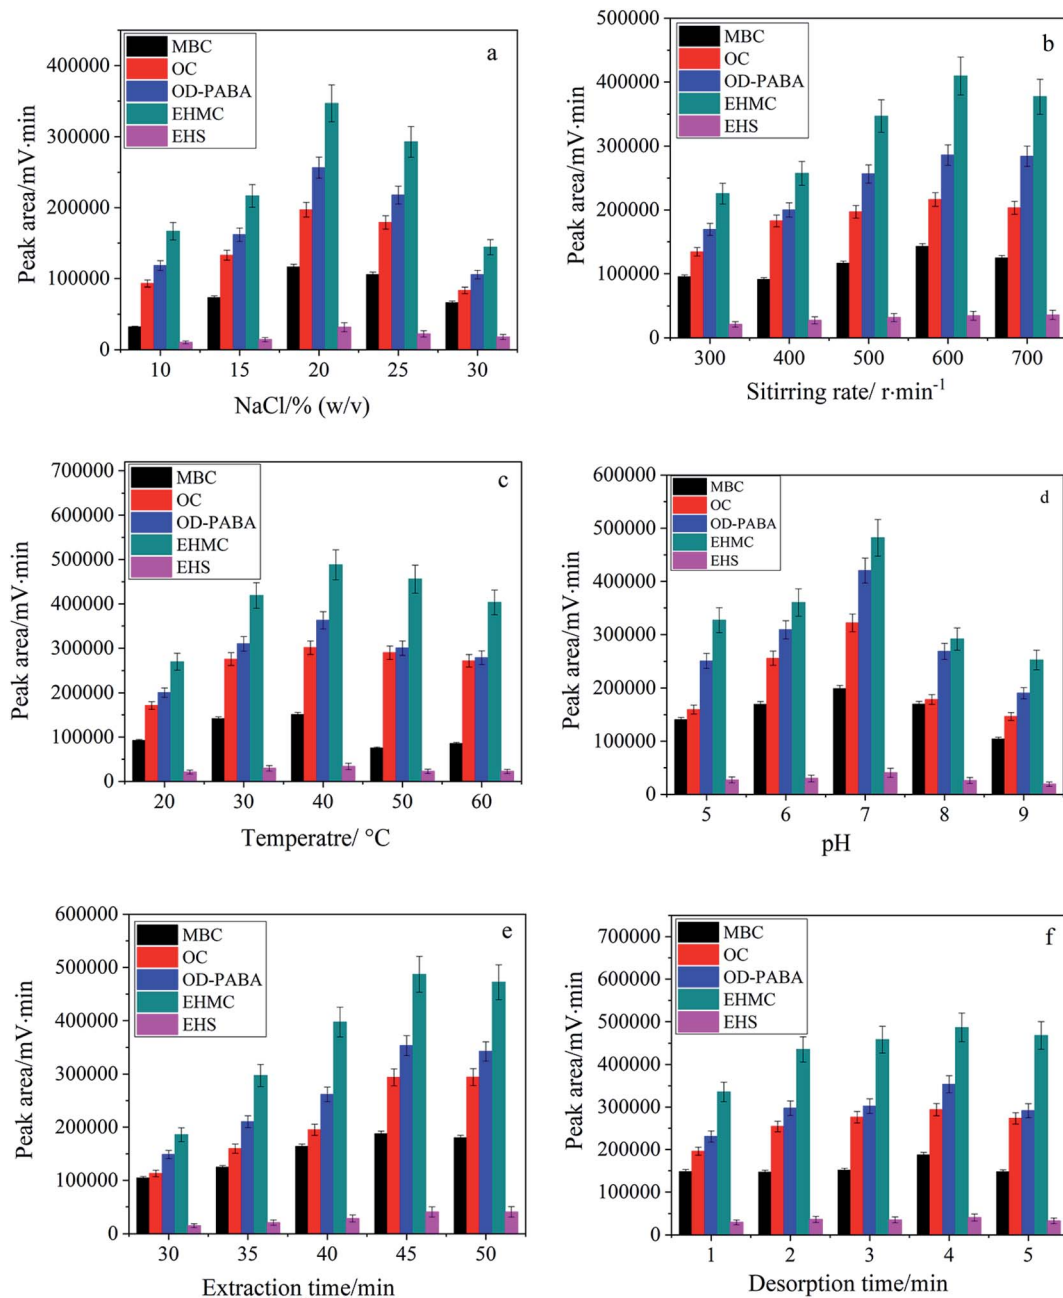 a
MBC
OC
OD-PABA
EHMC
EHS
400000
300000
200000
100000
0
Peak area/mV·min
10 15 20 25 30
NaCl/% (w/v)
b
MBC
OC
OD-PABA
EHMC
EHS
500000
400000
300000
200000
100000
0
Peak area/mV·min
300 400 500 600 700
Sitirring rate/ r·min-1
c
MBC
OC
OD-PABA
EHMC
EHS
700000
600000
500000
400000
300000
200000
100000
0
Peak area/mV·min
20 30 40 50 60
Temperatre/ °C
d
MBC
OC
OD-PABA
EHMC
EHS
600000
500000
400000
300000
200000
100000
0
Peak area/mV·min
5 6 7 8 9
pH
e
MBC
OC
OD-PABA
EHMC
EHS
600000
500000
400000
300000
200000
100000
0
Peak area/mV·min
30 35 40 45 50
Extraction time/min
f
MBC
OC
OD-PABA
EHMC
EHS
700000
600000
500000
400000
300000
200000
100000
0
Peak area/mV·min
1 2 3 4 5
Desorption time/min